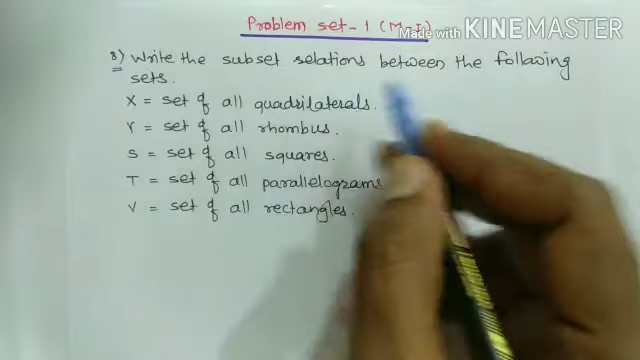 Problem set-1 (M-I)
Made with KINEMASTER
8) Write the subset relations between the following
sets.
X = set of all quadrilaterals.
R = set of all rhombus.
S = set of all squares.
T = set of all parallelograms
V = set of all rectangles.